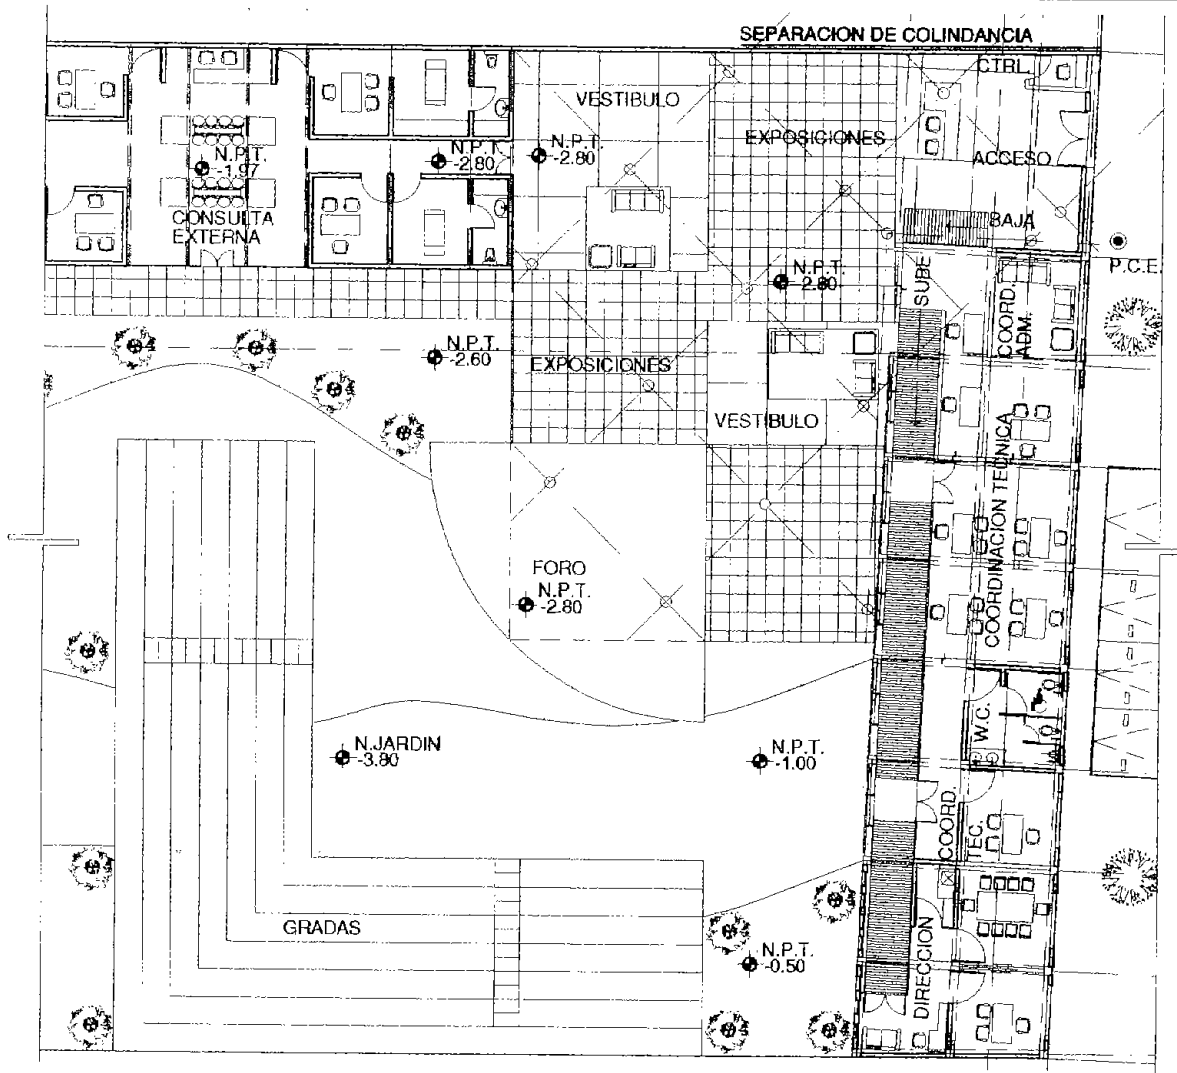 SEPARACION DE COLINDANCIA
CTRL.
VESTIBULO
EXPOSICIONES
ACCESO
N.P.T.
-1.97
N.P.T.
-2.80
N.P.T.
-2.80
CONSULTA
EXTERNA
BAJA
P.C.E.
N.P.T.
-2.80
SUBE
COORD.
ADM.
N.P.T.
-2.60
EXPOSICIONES
VESTIBULO
COORDINACION TECNICA
FORO
N.P.T.
-2.80
W.C.
N.JARDIN
-3.80
N.P.T.
-1.00
COORD.
TEC.
GRADAS
N.P.T.
-0.50
DIRECCION